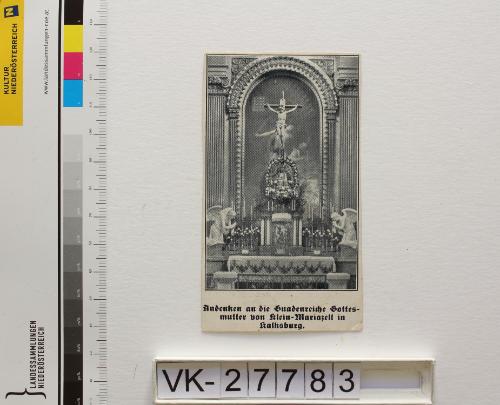 KULTUR
NIEDERÖSTERREICH
N
www.landessammlungen-noe.at
Andenken an die Gnadenreiche Gottes-
mutter von Klein-Mariazell in
Kalksburg.
LANDESSAMMLUNGEN
NIEDERÖSTERREICH
VK-27783